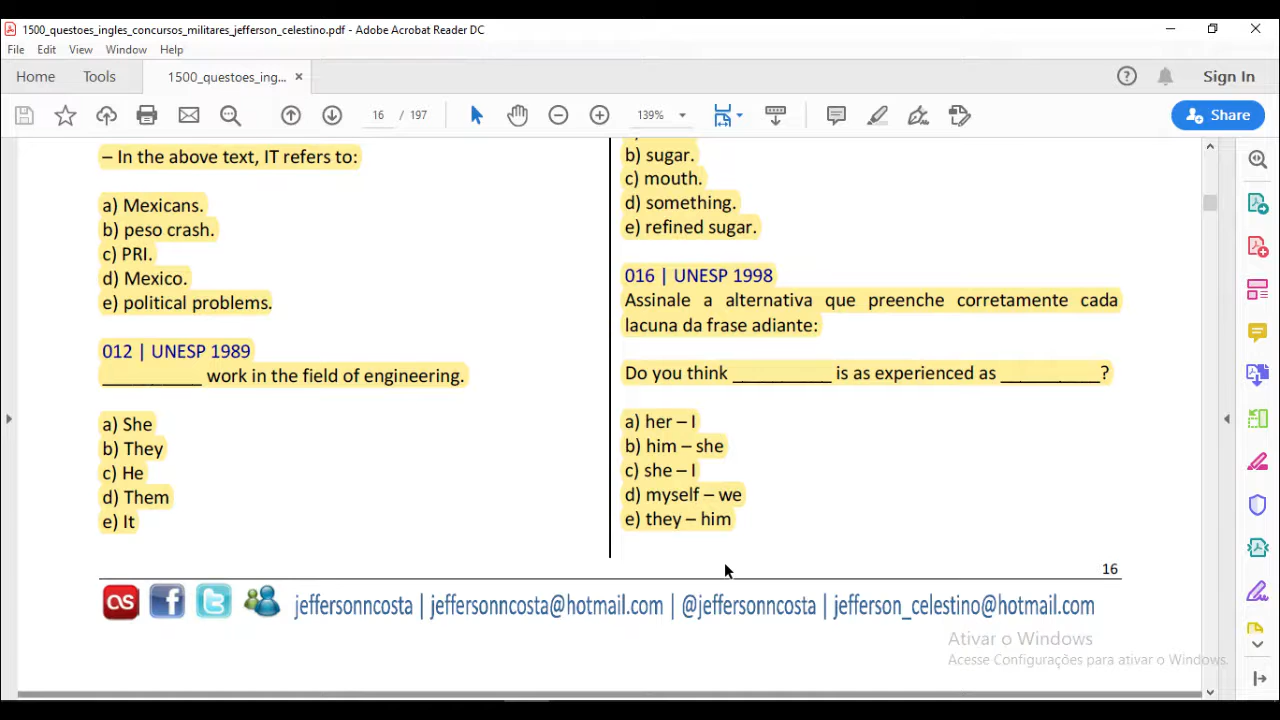 1500_questoes_ingles_concursos_militares_jefferson_celestino.pdf - Adobe Acrobat Reader DC
File Edit View Window Help
Home Tools 1500_questoes_ing... × Sign In
16 / 197 139% Share
– In the above text, IT refers to:
a) Mexicans.
b) peso crash.
c) PRI.
d) Mexico.
e) political problems.
012 | UNESP 1989
__________ work in the field of engineering.
a) She
b) They
c) He
d) Them
e) It
b) sugar.
c) mouth.
d) something.
e) refined sugar.
016 | UNESP 1998
Assinale a alternativa que preenche corretamente cada
lacuna da frase adiante:
Do you think __________ is as experienced as __________?
a) her – I
b) him – she
c) she – I
d) myself – we
e) they – him
16
jeffersonncosta | jeffersonncosta@hotmail.com | @jeffersonncosta | jefferson_celestino@hotmail.com
Ativar o Windows
Acesse Configurações para ativar o Windows.